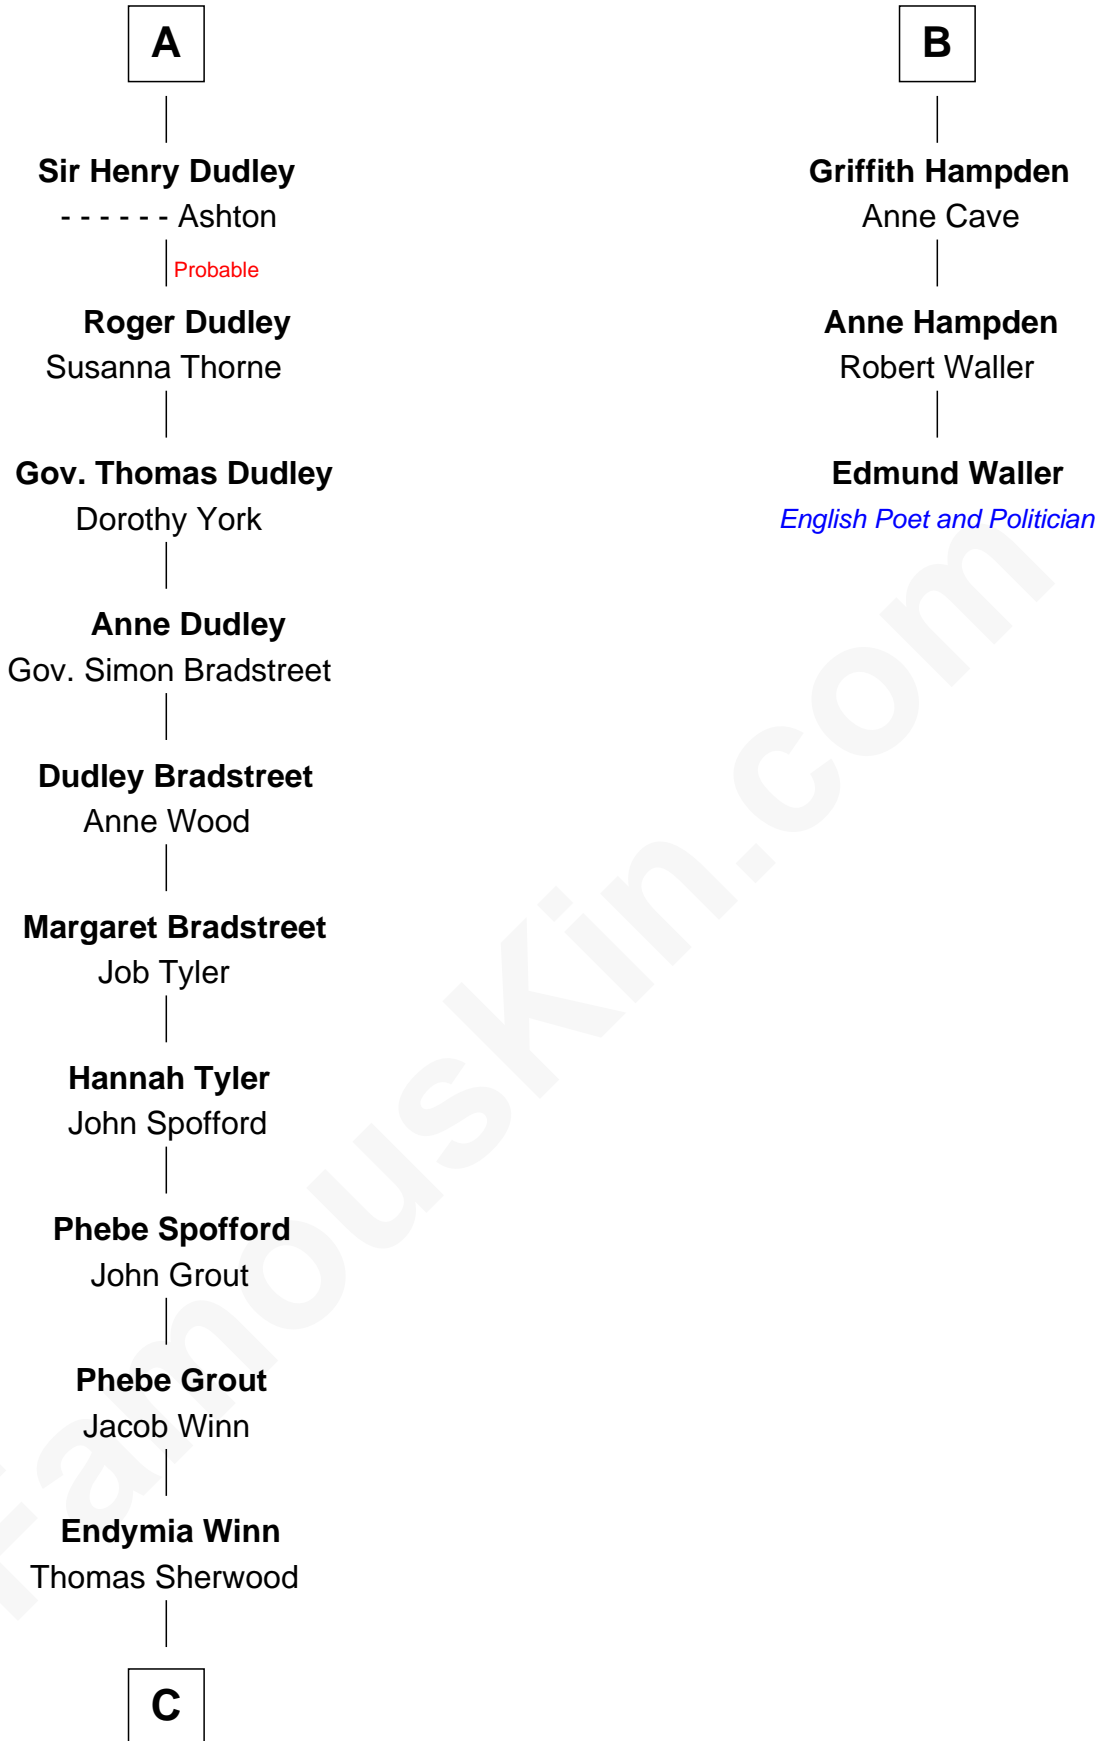 A
Sir Henry Dudley
- - - - - - Ashton
Probable
Roger Dudley
Susanna Thorne
Gov. Thomas Dudley
Dorothy York
Anne Dudley
Gov. Simon Bradstreet
Dudley Bradstreet
Anne Wood
Margaret Bradstreet
Job Tyler
Hannah Tyler
John Spofford
Phebe Spofford
John Grout
Phebe Grout
Jacob Winn
Endymia Winn
Thomas Sherwood
C
B
Griffith Hampden
Anne Cave
Anne Hampden
Robert Waller
Edmund Waller
English Poet and Politician
FamousKin.com